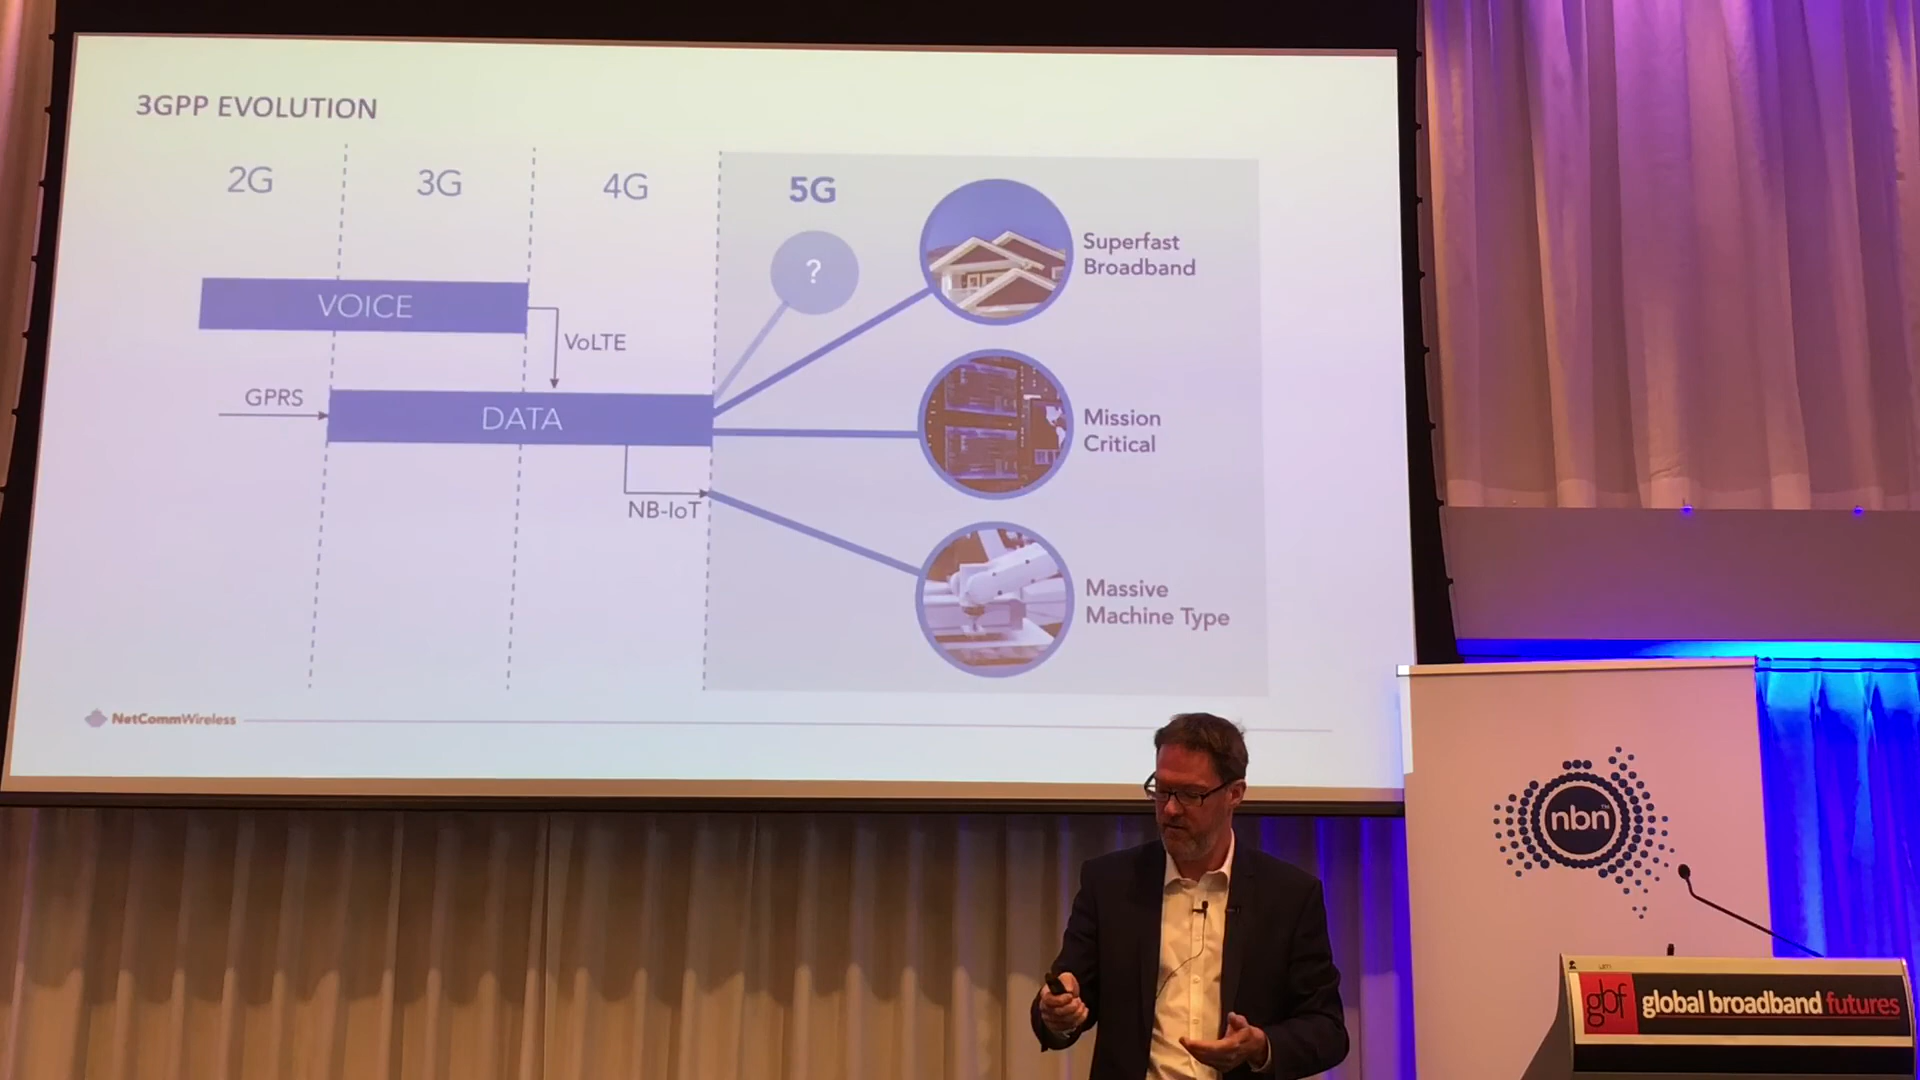 3GPP EVOLUTION
2G
3G
4G
5G
?
Superfast
Broadband
VOICE
VoLTE
GPRS
DATA
Mission
Critical
NB-IoT
Massive
Machine Type
NetCommWireless
nbn™
gbf global broadband futures